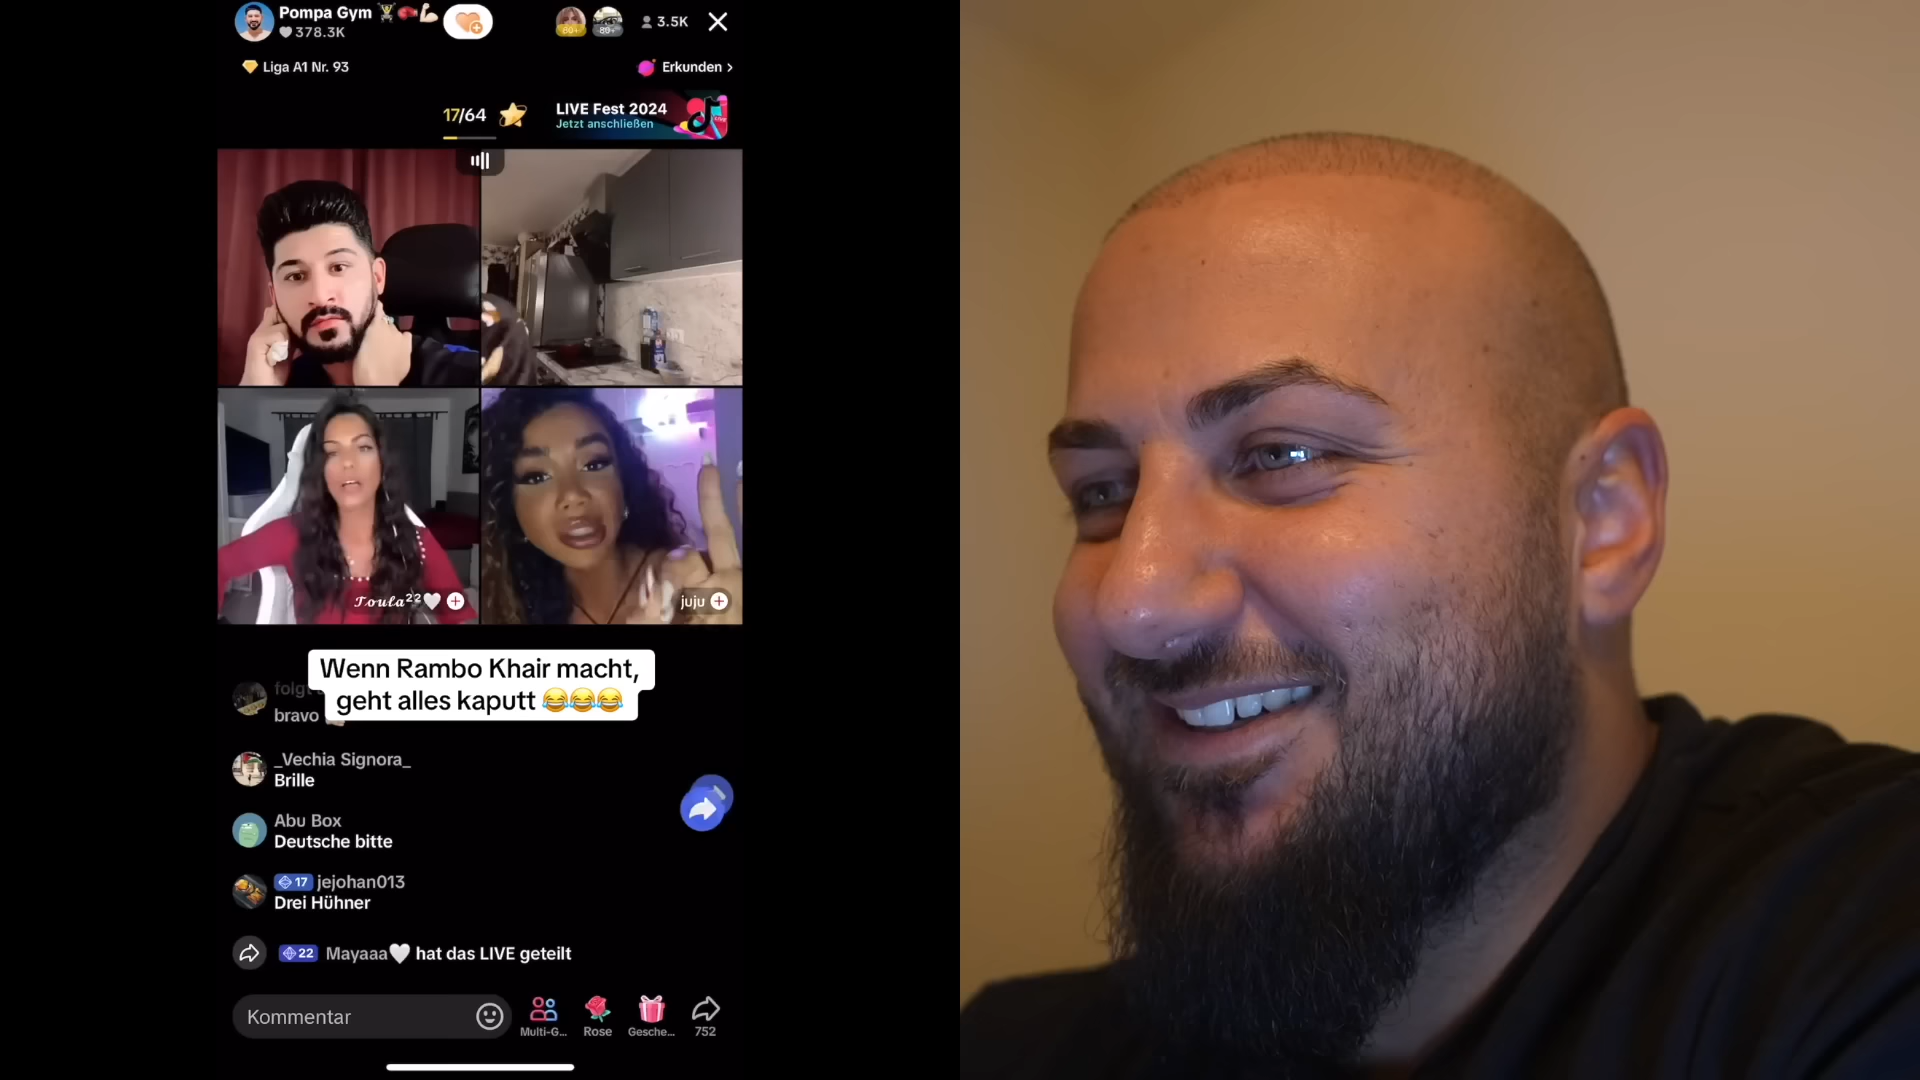 Pompa Gym 🏋🥊💪
378.3K
80+
80+
3.5K
Liga A1 Nr. 93
Erkunden >
17/64
LIVE Fest 2024
Jetzt anschließen
𝒯𝑜𝓊𝓁𝒶²²🤍
juju
Wenn Rambo Khair macht,
geht alles kaputt 😂😂😂
bravo
_Vechia Signora_
Brille
Abu Box
Deutsche bitte
17 jejohan013
Drei Hühner
22 Mayaaa🤍 hat das LIVE geteilt
Kommentar
Multi-G...
Rose
Gesche...
752